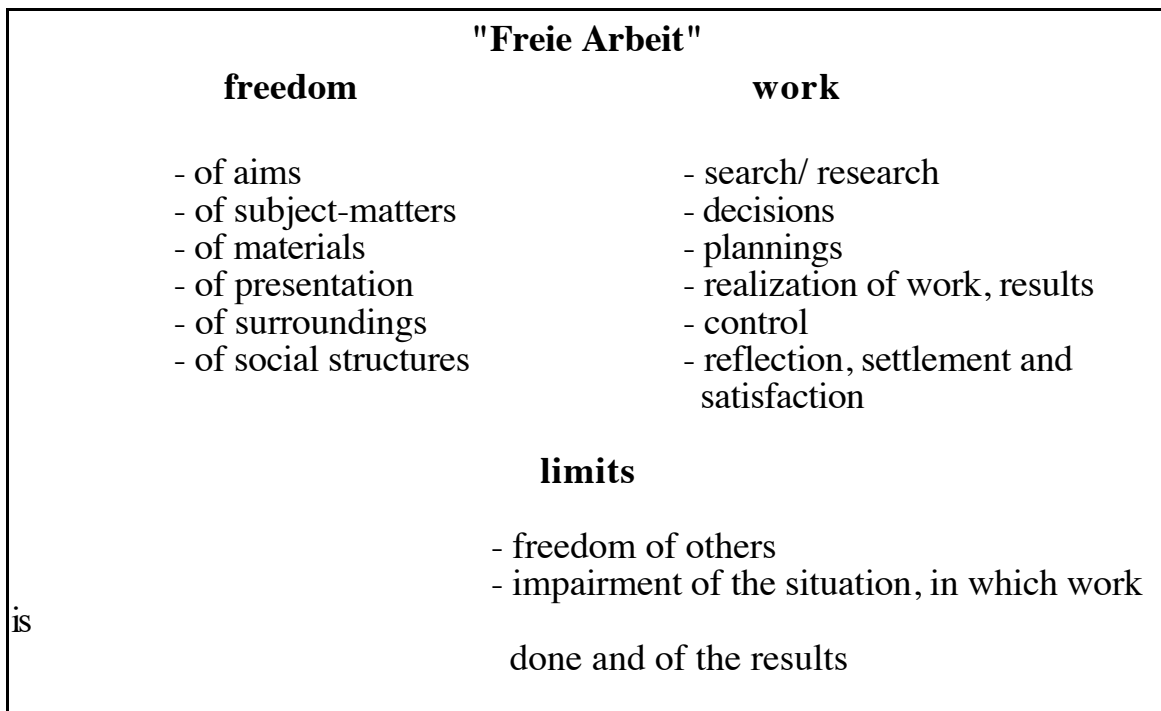 "Freie Arbeit"
freedom work
- of aims - search/ research
- of subject-matters - decisions
- of materials - plannings
- of presentation - realization of work, results
- of surroundings - control
- of social structures - reflection, settlement and
satisfaction
limits
- freedom of others
- impairment of the situation, in which work
is
done and of the results